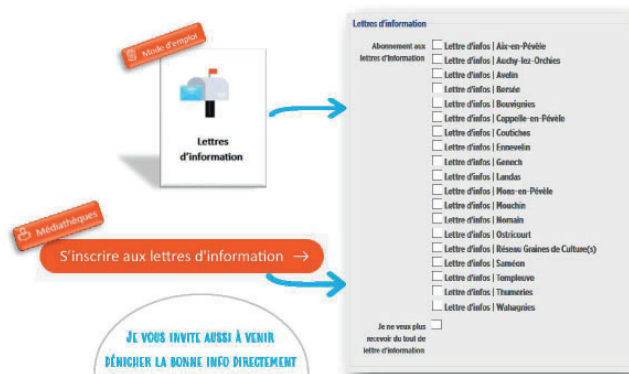 Mode d'emploi
Lettres
d'information
Médiathèques
S'inscrire aux lettres d'information →
JE VOUS INVITE AUSSI À VENIR
DÉNICHER LA BONNE INFO DIRECTEMENT
Lettres d'information
Abonnement aux
lettres d'information
Lettre d'infos | Aix-en-Pévèle
Lettre d'infos | Auchy-lez-Orchies
Lettre d'infos | Avelin
Lettre d'infos | Bersée
Lettre d'infos | Bouvignies
Lettre d'infos | Cappelle-en-Pévèle
Lettre d'infos | Coutiches
Lettre d'infos | Ennevelin
Lettre d'infos | Genech
Lettre d'infos | Landas
Lettre d'infos | Mons-en-Pévèle
Lettre d'infos | Mouchin
Lettre d'infos | Nomain
Lettre d'infos | Ostricourt
Lettre d'infos | Réseau Graines de Culture(s)
Lettre d'infos | Saméon
Lettre d'infos | Templeuve
Lettre d'infos | Thumeries
Lettre d'infos | Wahagnies
Je ne veux plus
recevoir du tout de
lettre d'information